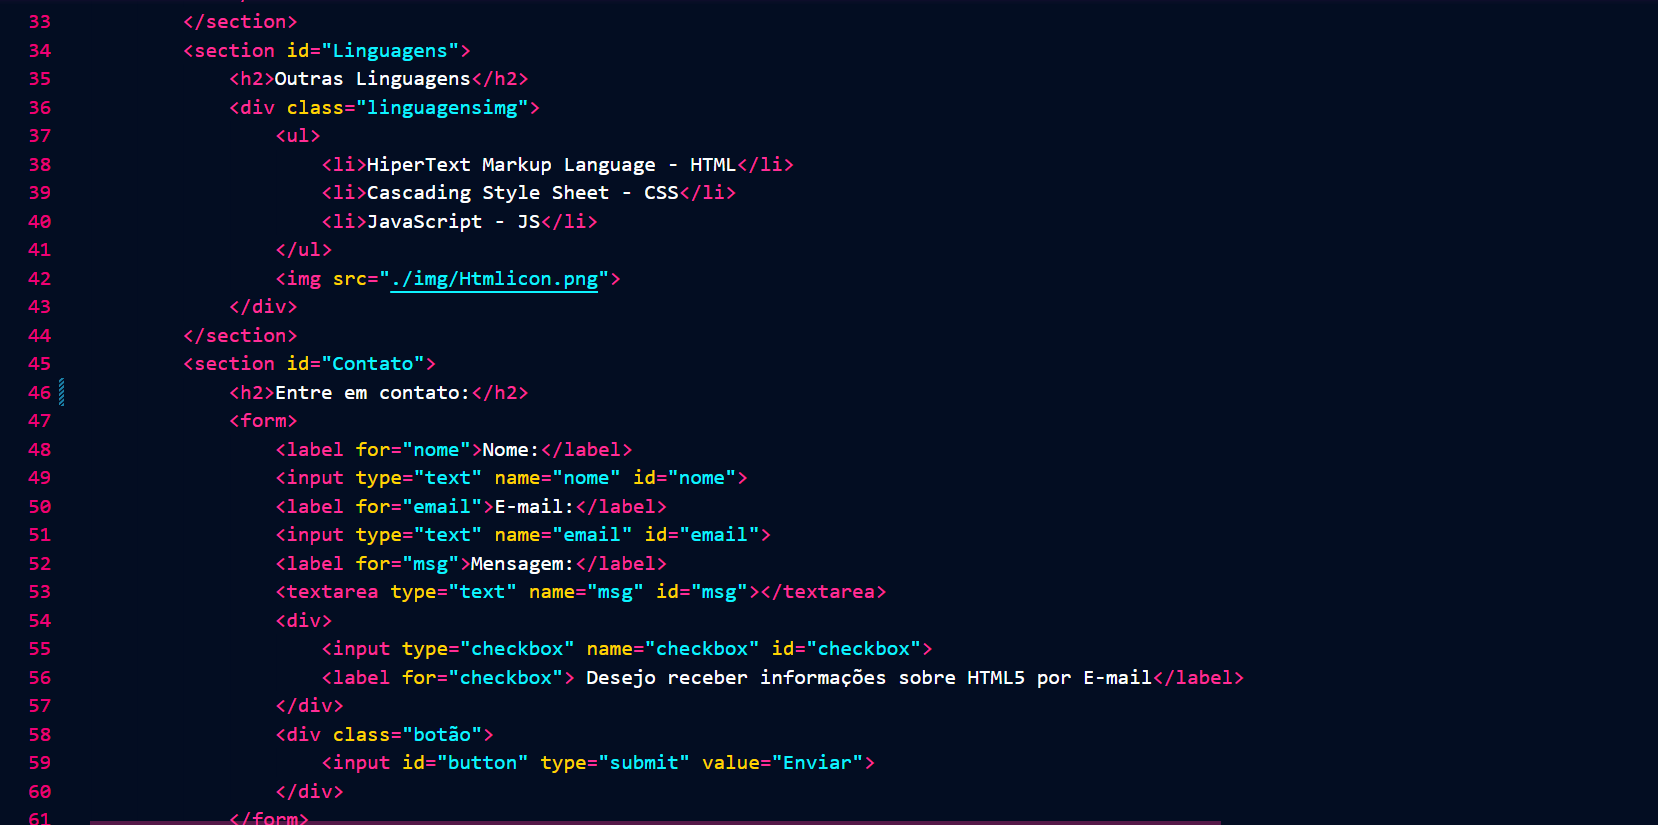 33 </section>
34 <section id="Linguagens">
35 <h2>Outras Linguagens</h2>
36 <div class="linguagensimg">
37 <ul>
38 <li>HiperText Markup Language - HTML</li>
39 <li>Cascading Style Sheet - CSS</li>
40 <li>JavaScript - JS</li>
41 </ul>
42 <img src="./img/Htmlicon.png">
43 </div>
44 </section>
45 <section id="Contato">
46 <h2>Entre em contato:</h2>
47 <form>
48 <label for="nome">Nome:</label>
49 <input type="text" name="nome" id="nome">
50 <label for="email">E-mail:</label>
51 <input type="text" name="email" id="email">
52 <label for="msg">Mensagem:</label>
53 <textarea type="text" name="msg" id="msg"></textarea>
54 <div>
55 <input type="checkbox" name="checkbox" id="checkbox">
56 <label for="checkbox"> Desejo receber informações sobre HTML5 por E-mail</label>
57 </div>
58 <div class="botão">
59 <input id="button" type="submit" value="Enviar">
60 </div>
61 </form>